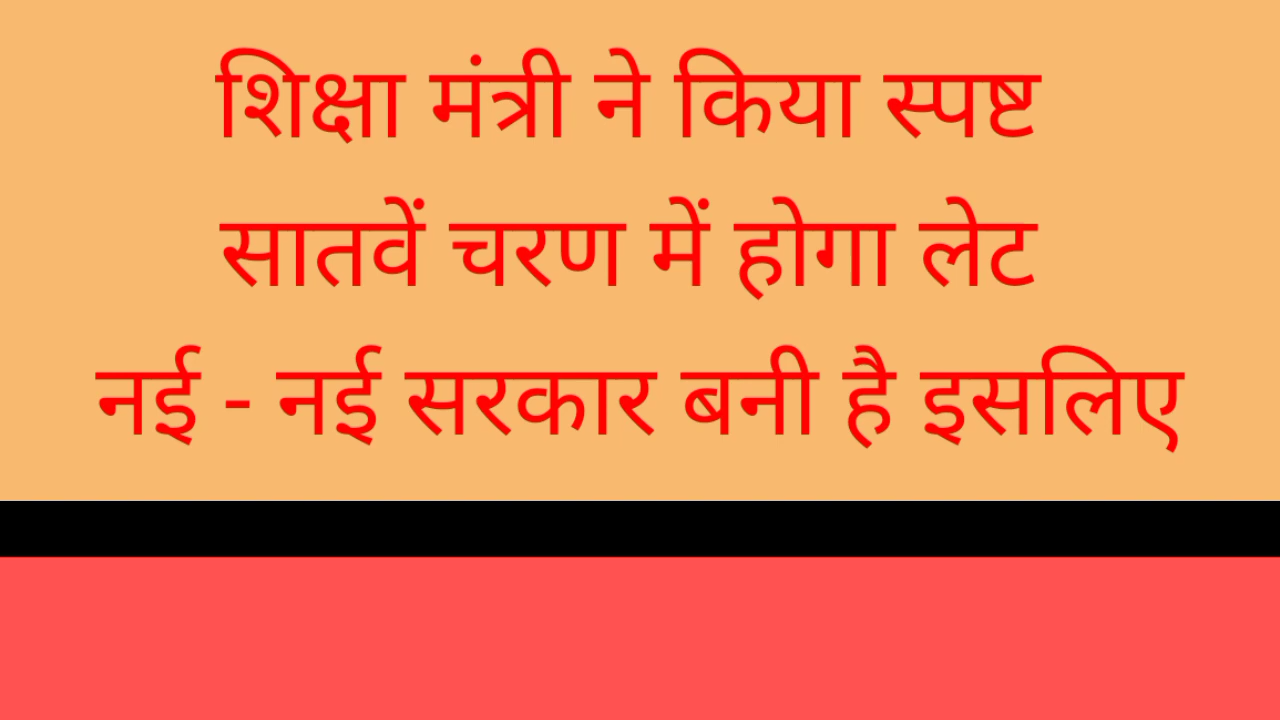 शिक्षा मंत्री ने किया स्पष्ट
सातवें चरण में होगा लेट
नई - नई सरकार बनी है इसलिए